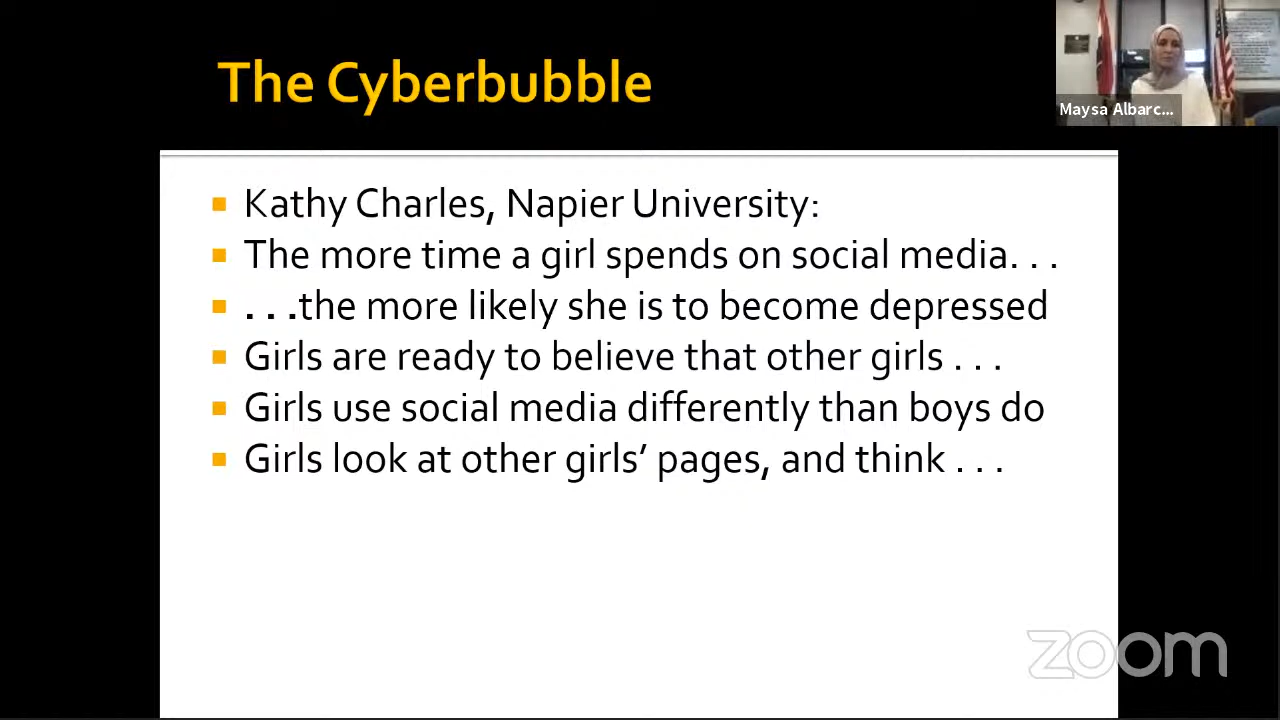 The Cyberbubble
Maysa Albarc...
Kathy Charles, Napier University:
The more time a girl spends on social media. . .
. . .the more likely she is to become depressed
Girls are ready to believe that other girls . . .
Girls use social media differently than boys do
Girls look at other girls’ pages, and think . . .
zoom